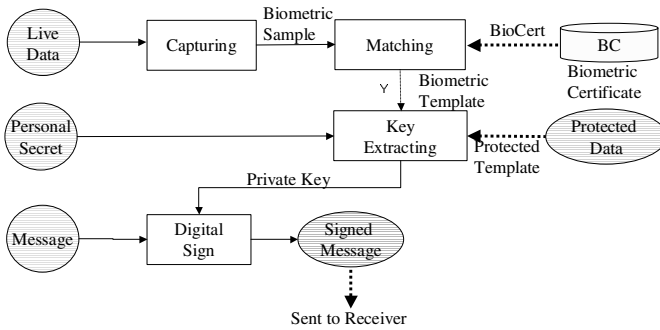 Live
Data
Capturing
Biometric
Sample
Matching
BioCert
BC
Biometric
Certificate
Y
Biometric
Template
Personal
Secret
Key
Extracting
Protected
Template
Protected
Data
Private Key
Message
Digital
Sign
Signed
Message
Sent to Receiver